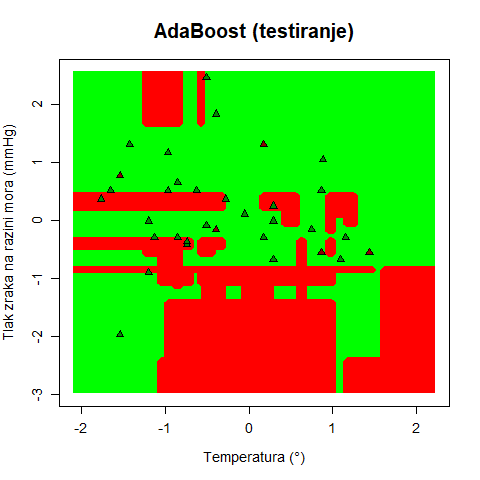 AdaBoost (testiranje)
Tlak zraka na razini mora (mmHg)
2
1
0
-1
-2
-3
-2 -1 0 1 2
Temperatura (°)